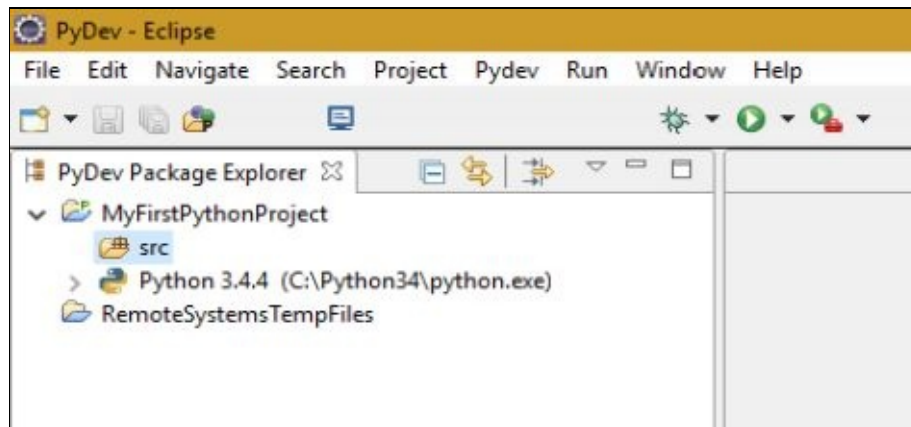 PyDev - Eclipse
File Edit Navigate Search Project Pydev Run Window Help
PyDev Package Explorer
MyFirstPythonProject
src
Python 3.4.4 (C:\Python34\python.exe)
RemoteSystemsTempFiles